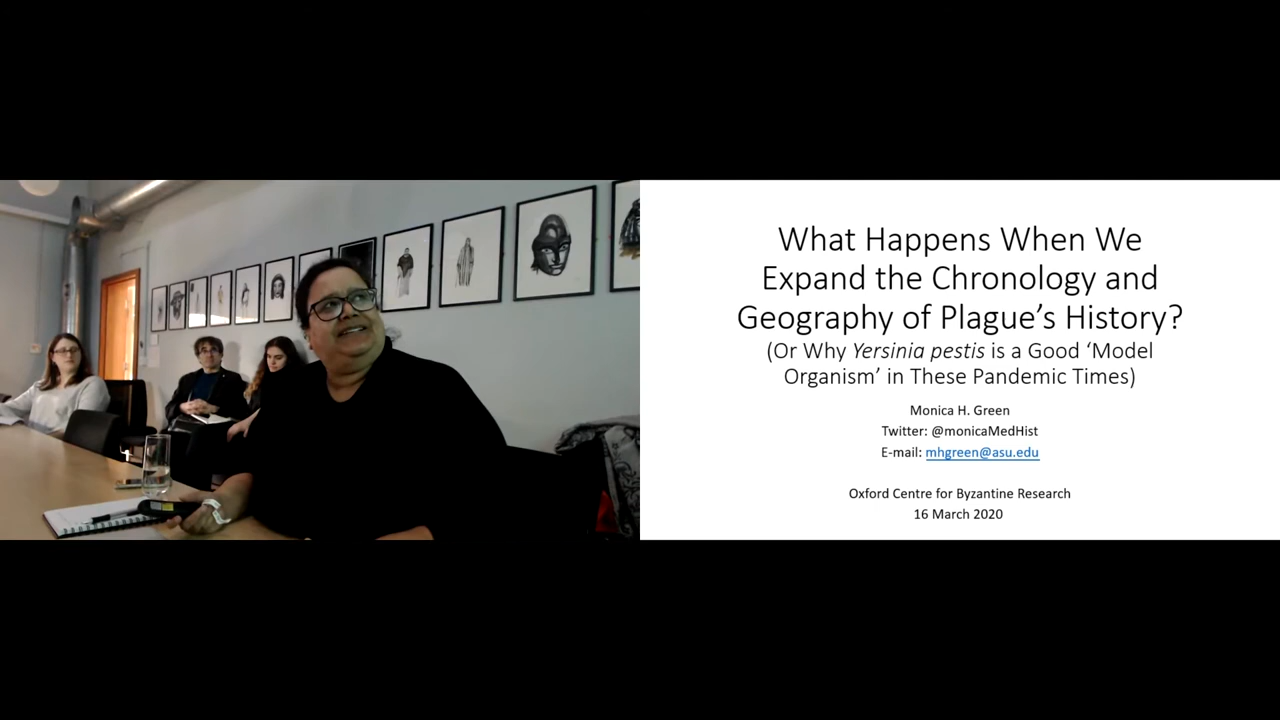 What Happens When We
Expand the Chronology and
Geography of Plague’s History?
(Or Why Yersinia pestis is a Good ‘Model
Organism’ in These Pandemic Times)
Monica H. Green
Twitter: @monicaMedHist
E-mail: mhgreen@asu.edu
Oxford Centre for Byzantine Research
16 March 2020